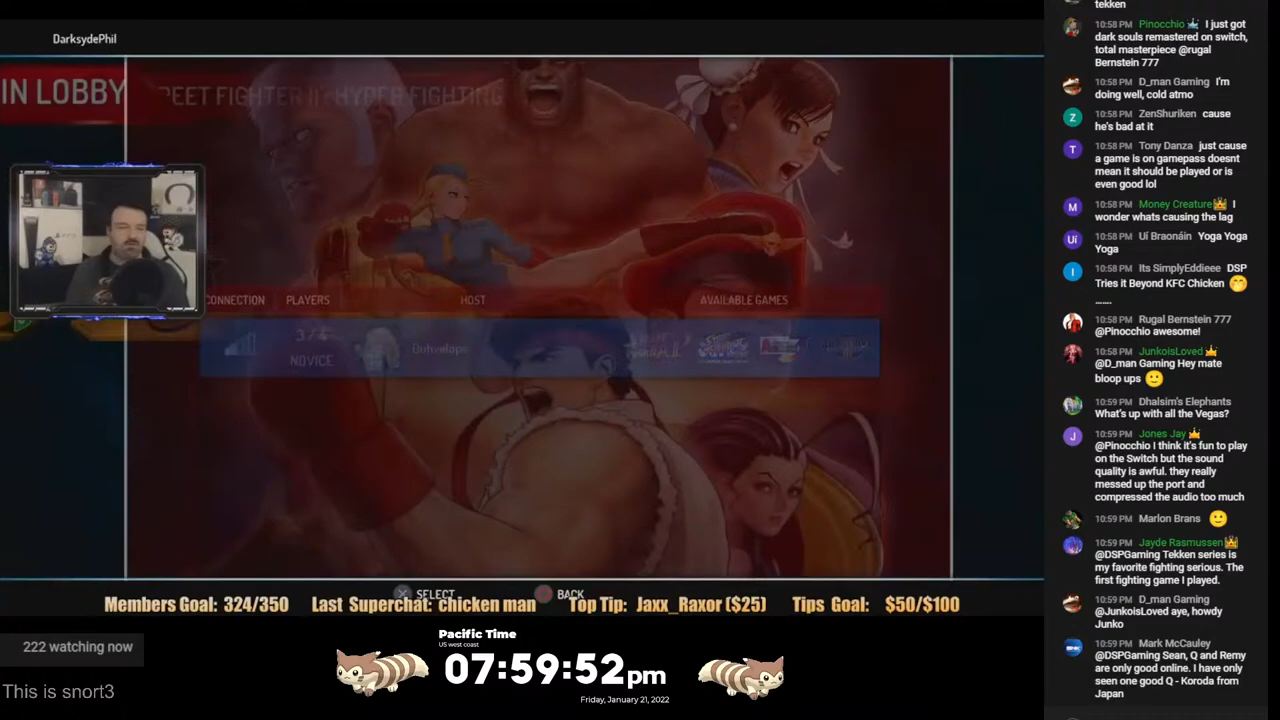 DarksydePhil
IN LOBBY
REET FIGHTER II' HYPER FIGHTING
CONNECTION PLAYERS HOST AVAILABLE GAMES
3 / 4
NOVICE
SELECT BACK
Members Goal: 324/350 Last Superchat: chicken man Top Tip: Jaxx_Raxor ($25) Tips Goal: $50/$100
222 watching now
This is snort3
Pacific Time
US west coast
07:59:52pm
Friday, January 21, 2022
tekken
10:58 PM Pinocchio I just got
dark souls remastered on switch,
total masterpiece @rugal
Bernstein 777
10:58 PM D_man Gaming I'm
doing well, cold atmo
10:58 PM ZenShuriken cause
he's bad at it
10:58 PM Tony Danza just cause
a game is on gamepass doesnt
mean it should be played or is
even good lol
10:58 PM Money Creature I
wonder whats causing the lag
10:58 PM Uí Braonáin Yoga Yoga
Yoga
10:58 PM Its SimplyEddieee DSP
Tries it Beyond KFC Chicken
......
10:58 PM Rugal Bernstein 777
@Pinocchio awesome!
10:58 PM JunkoisLoved
@D_man Gaming Hey mate
bloop ups
10:59 PM Dhalsim's Elephants
What's up with all the Vegas?
10:59 PM Jones Jay
@Pinocchio I think it's fun to play
on the Switch but the sound
quality is awful. they really
messed up the port and
compressed the audio too much
10:59 PM Marlon Brans
10:59 PM Jayde Rasmussen
@DSPGaming Tekken series is
my favorite fighting serious. The
first fighting game I played.
10:59 PM D_man Gaming
@JunkoisLoved aye, howdy
Junko
10:59 PM Mark McCauley
@DSPGaming Sean, Q and Remy
are only good online. I have only
seen one good Q - Koroda from
Japan